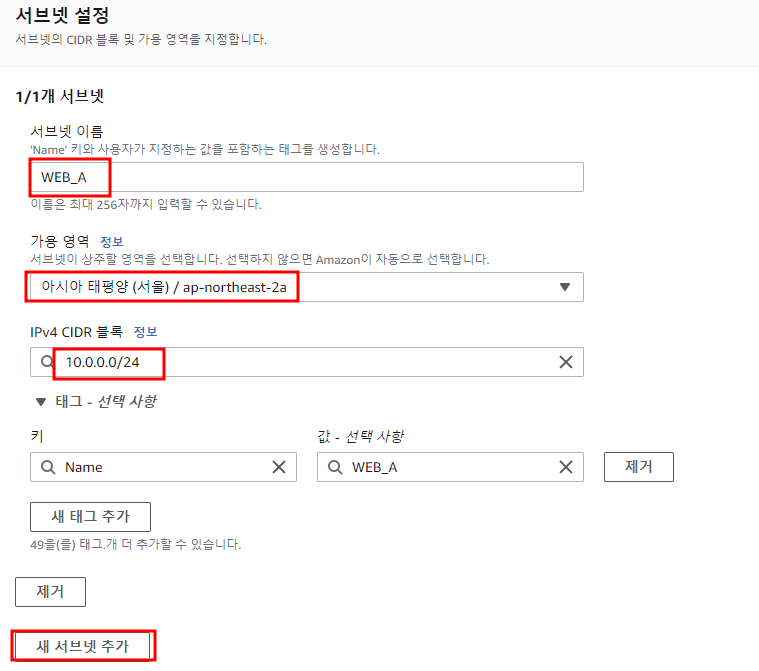 서브넷 설정
서브넷의 CIDR 블록 및 가용 영역을 지정합니다.
1/1개 서브넷
서브넷 이름
'Name' 키와 사용자가 지정하는 값을 포함하는 태그를 생성합니다.
WEB_A
이름은 최대 256자까지 입력할 수 있습니다.
가용 영역 정보
서브넷이 상주할 영역을 선택합니다. 선택하지 않으면 Amazon이 자동으로 선택합니다.
아시아 태평양 (서울) / ap-northeast-2a
IPv4 CIDR 블록 정보
10.0.0.0/24
태그 - 선택 사항
키 값 - 선택 사항
Name WEB_A 제거
새 태그 추가
49을(를) 태그.개 더 추가할 수 있습니다.
제거
새 서브넷 추가